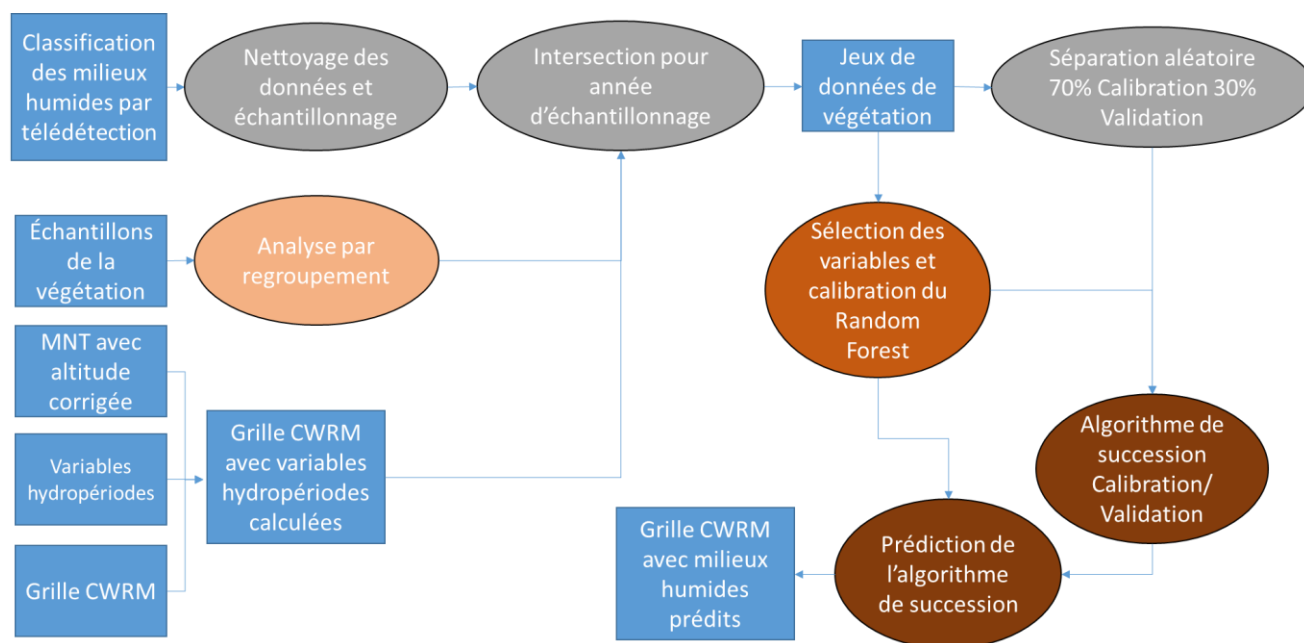 Classification
des milieux
humides par
télédétection
Nettoyage des
données et
échantillonnage
Intersection pour
année
d’échantillonnage
Jeux de
données de
végétation
Séparation aléatoire
70% Calibration 30%
Validation
Échantillons
de la
végétation
Analyse par
regroupement
Sélection des
variables et
calibration du
Random
Forest
MNT avec
altitude
corrigée
Variables
hydropériodes
Grille CWRM
Grille CWRM
avec variables
hydropériodes
calculées
Algorithme de
succession
Calibration/
Validation
Prédiction de
l’algorithme
de succession
Grille CWRM
avec milieux
humides
prédits